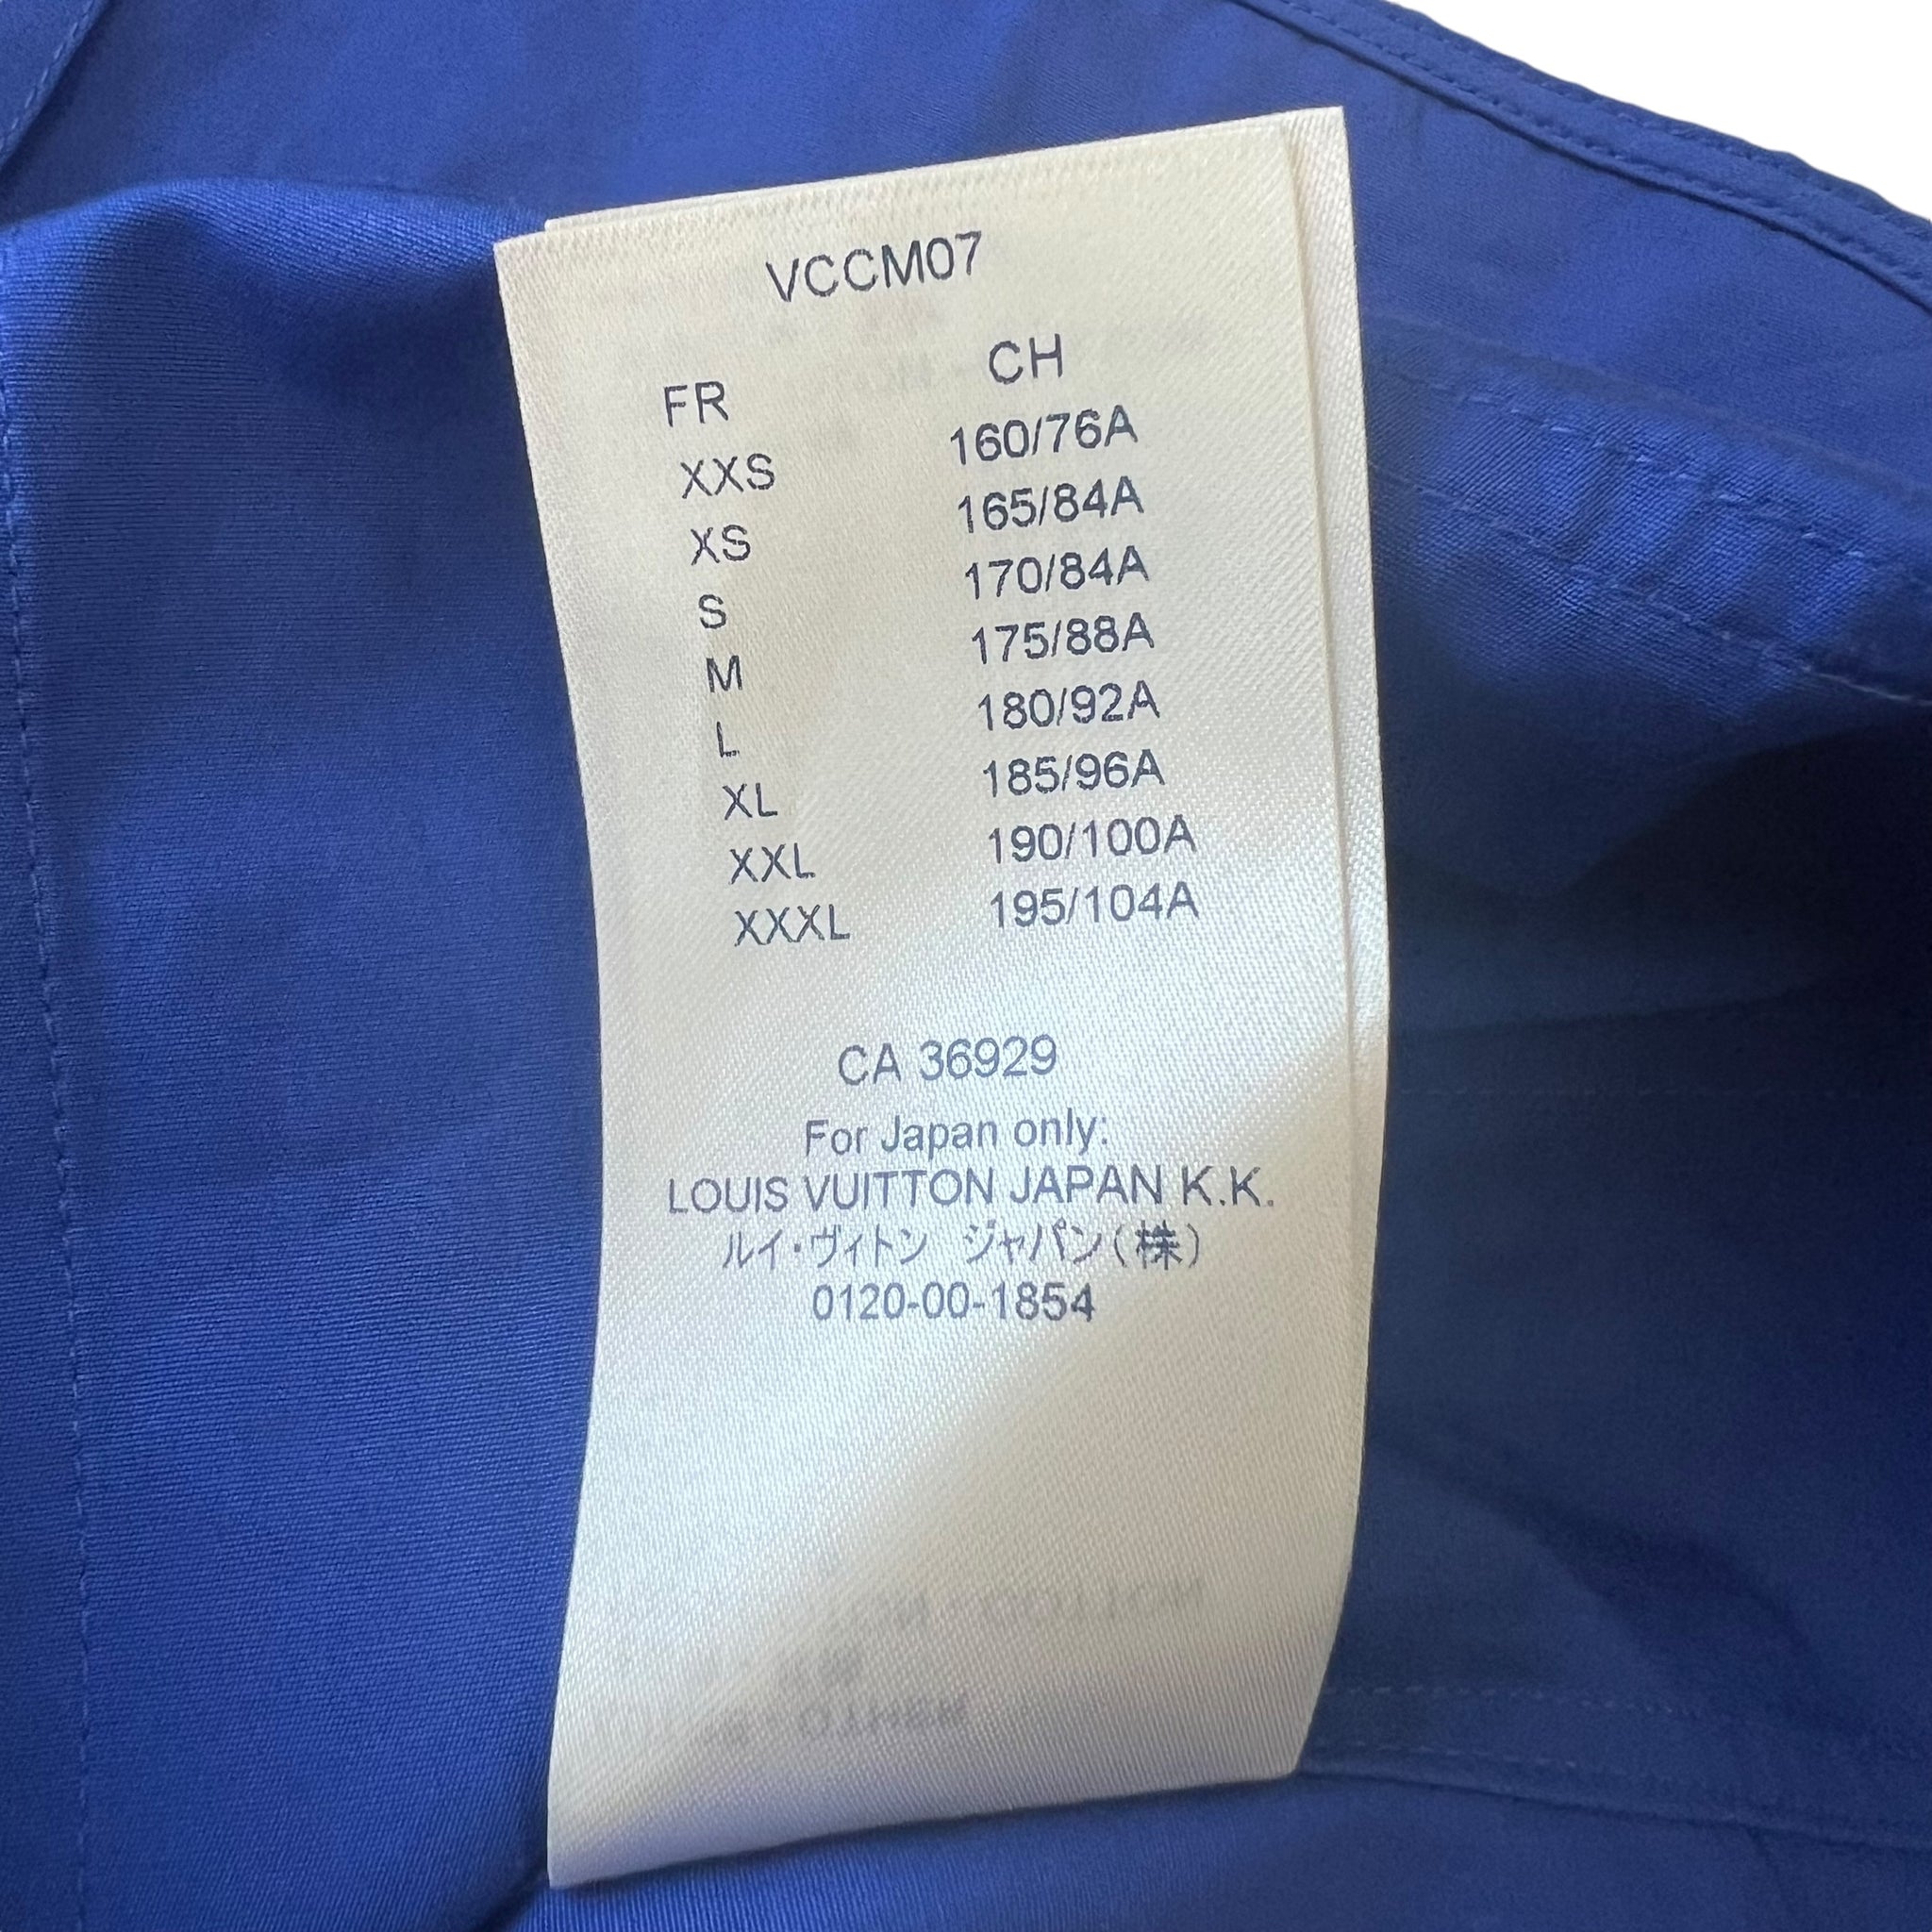 VCCM07
FR CH
XXS 160/76A
XS 165/84A
S 170/84A
M 175/88A
L 180/92A
XL 185/96A
XXL 190/100A
XXXL 195/104A
CA 36929
For Japan only:
LOUIS VUITTON JAPAN K.K.
ルイ・ヴィトン ジャパン(株)
0120-00-1854